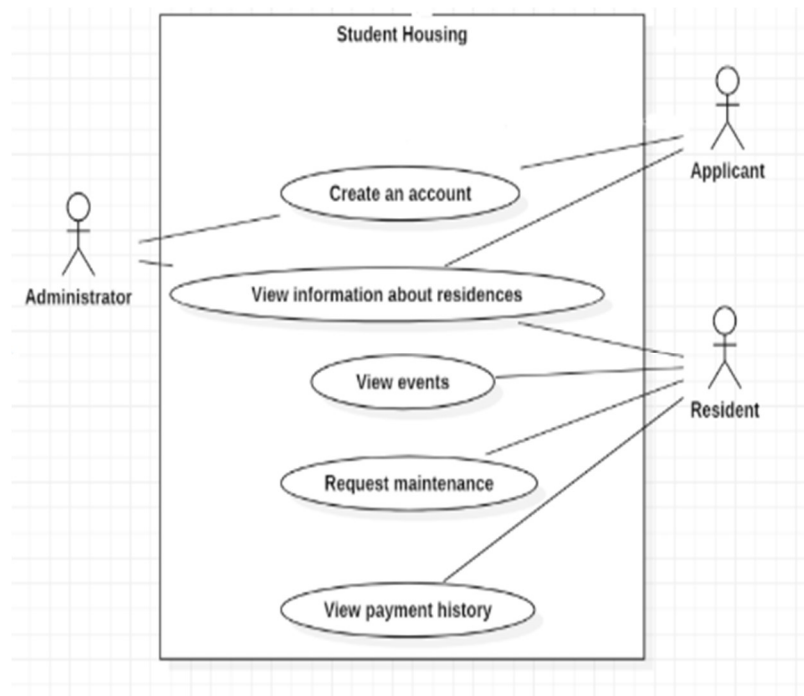 Student Housing
Applicant
Create an account
Administrator
View information about residences
View events
Resident
Request maintenance
View payment history